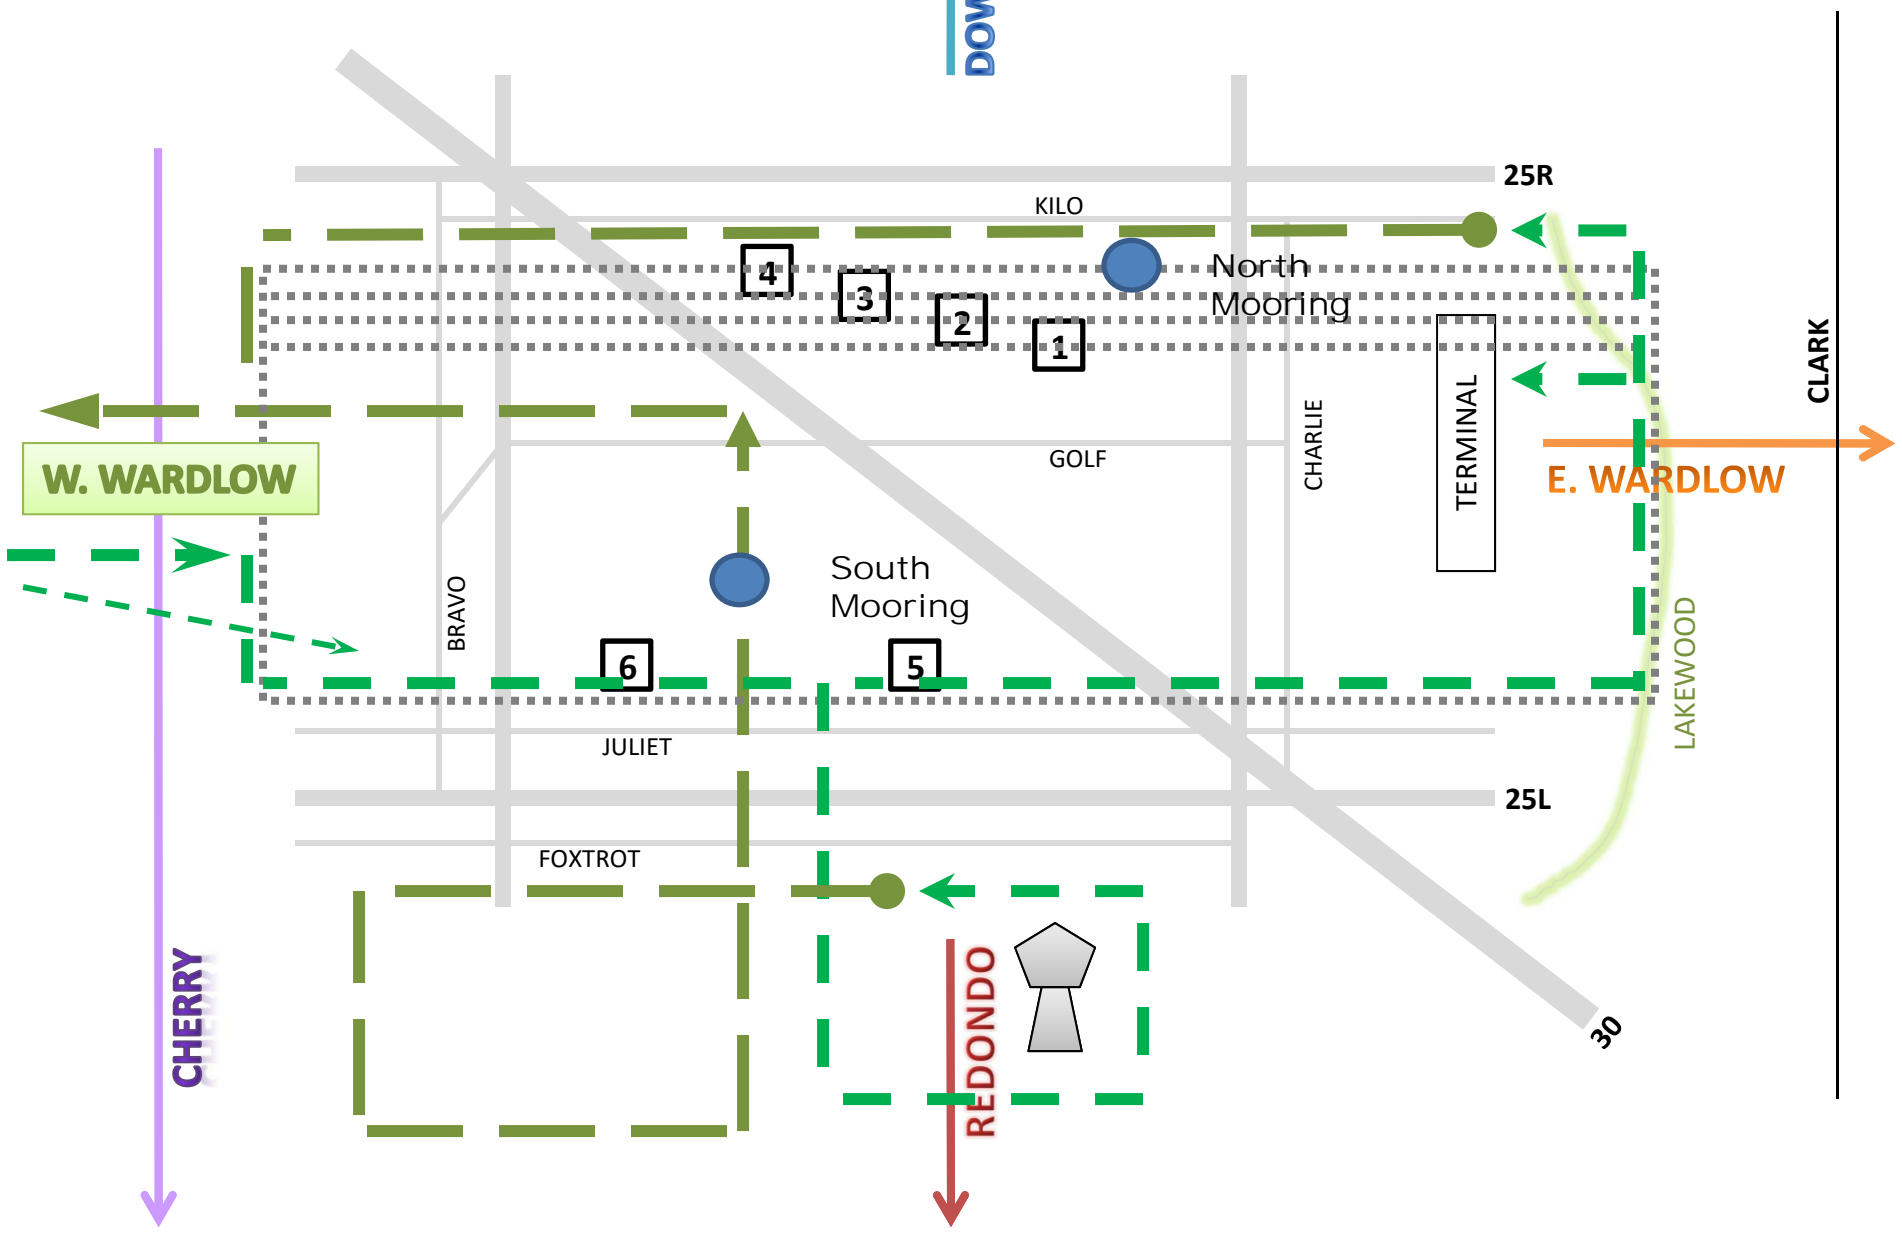 DOW
25R
KILO
4
3
2
1
North
Mooring
CLARK
TERMINAL
CHARLIE
GOLF
W. WARDLOW
E. WARDLOW
South
Mooring
BRAVO
6
5
LAKEWOOD
JULIET
25L
FOXTROT
CHERRY
REDONDO
30